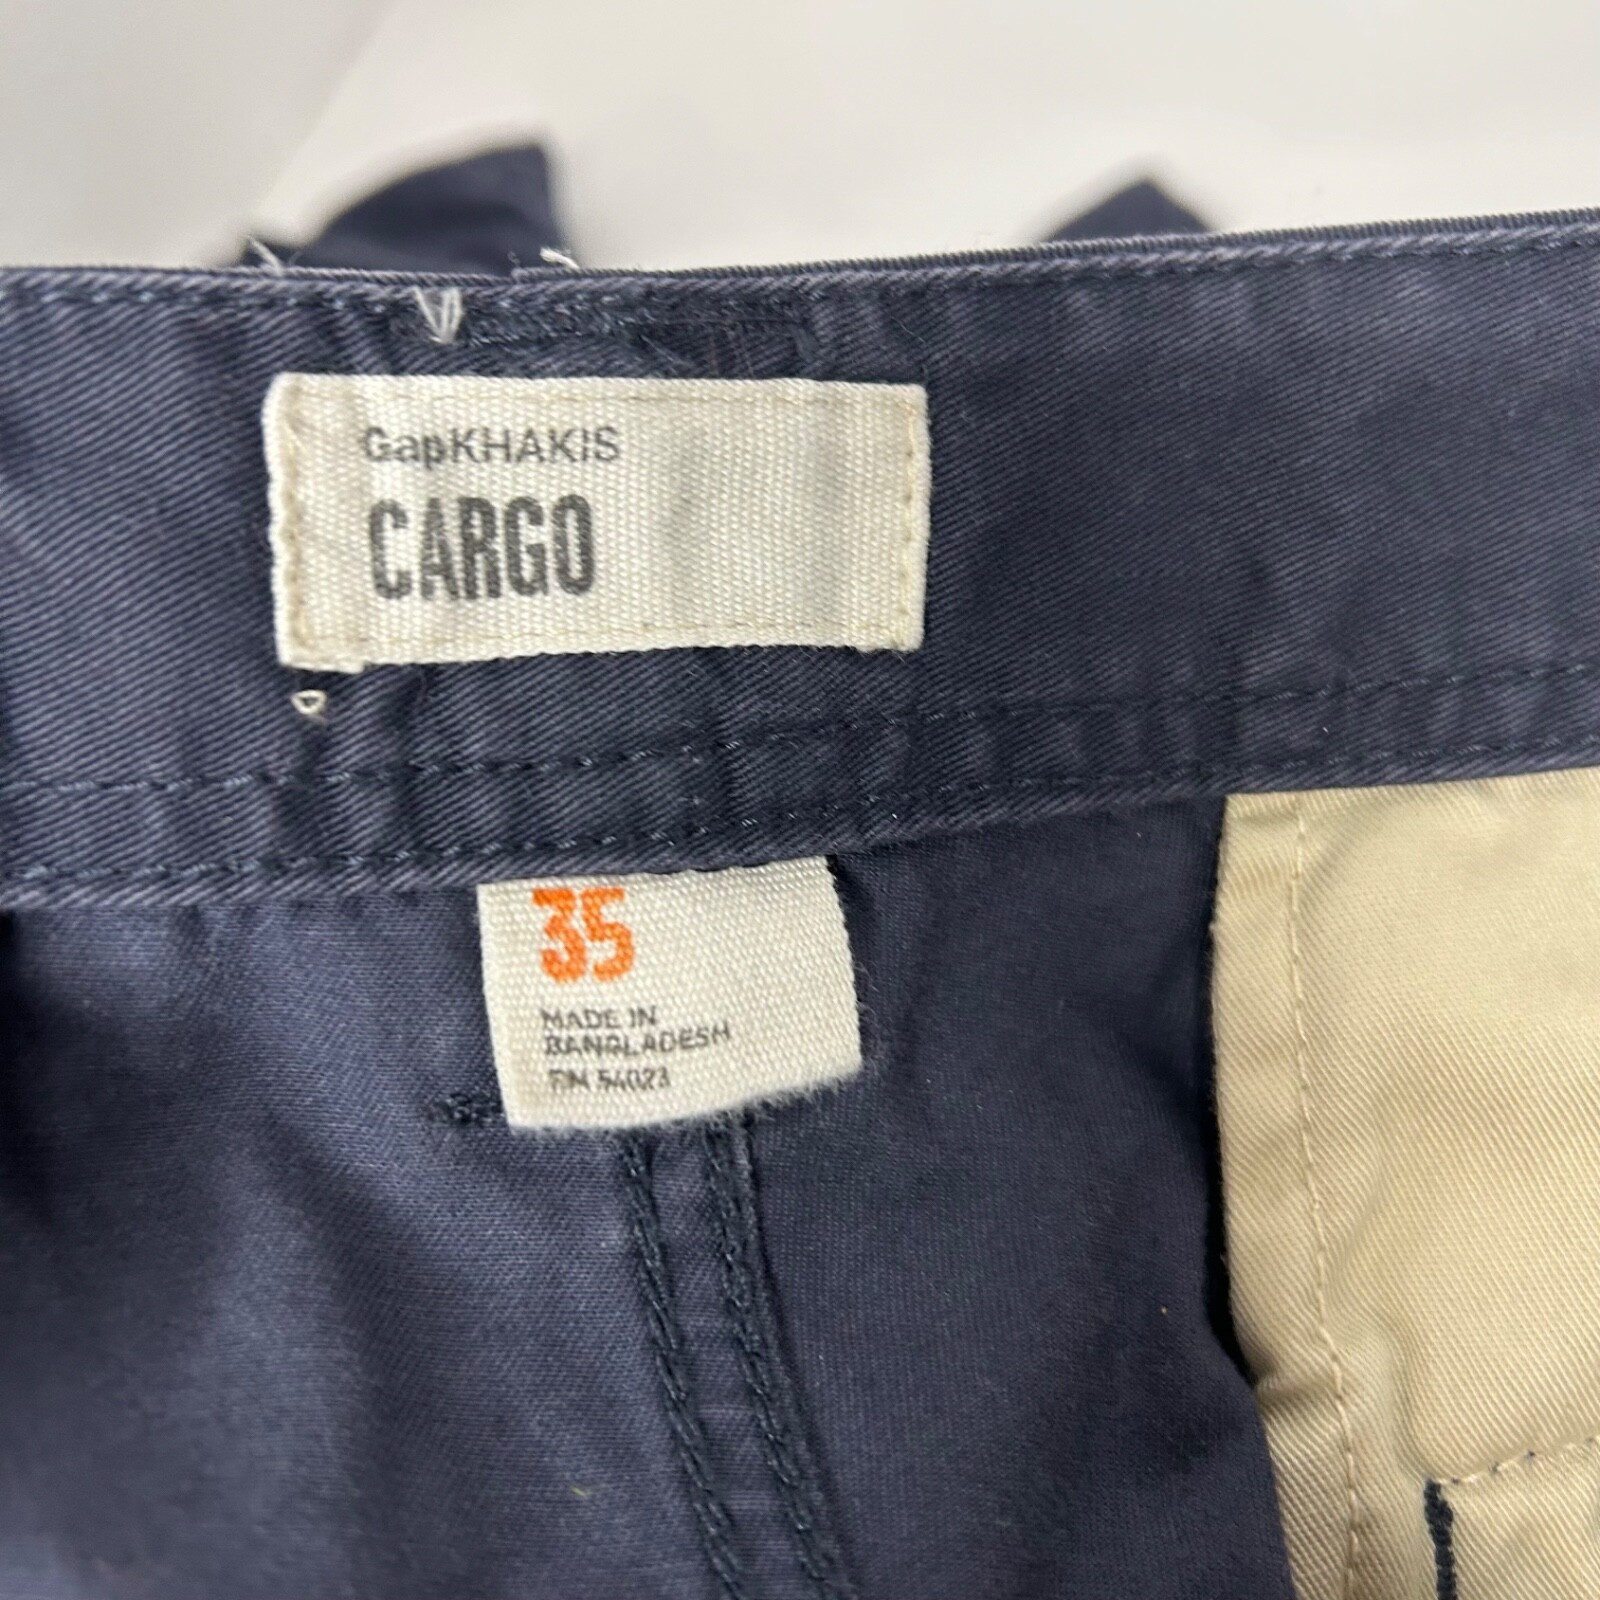 GapKHAKIS
CARGO
35
MADE IN
BANGLADESH
RN 54023